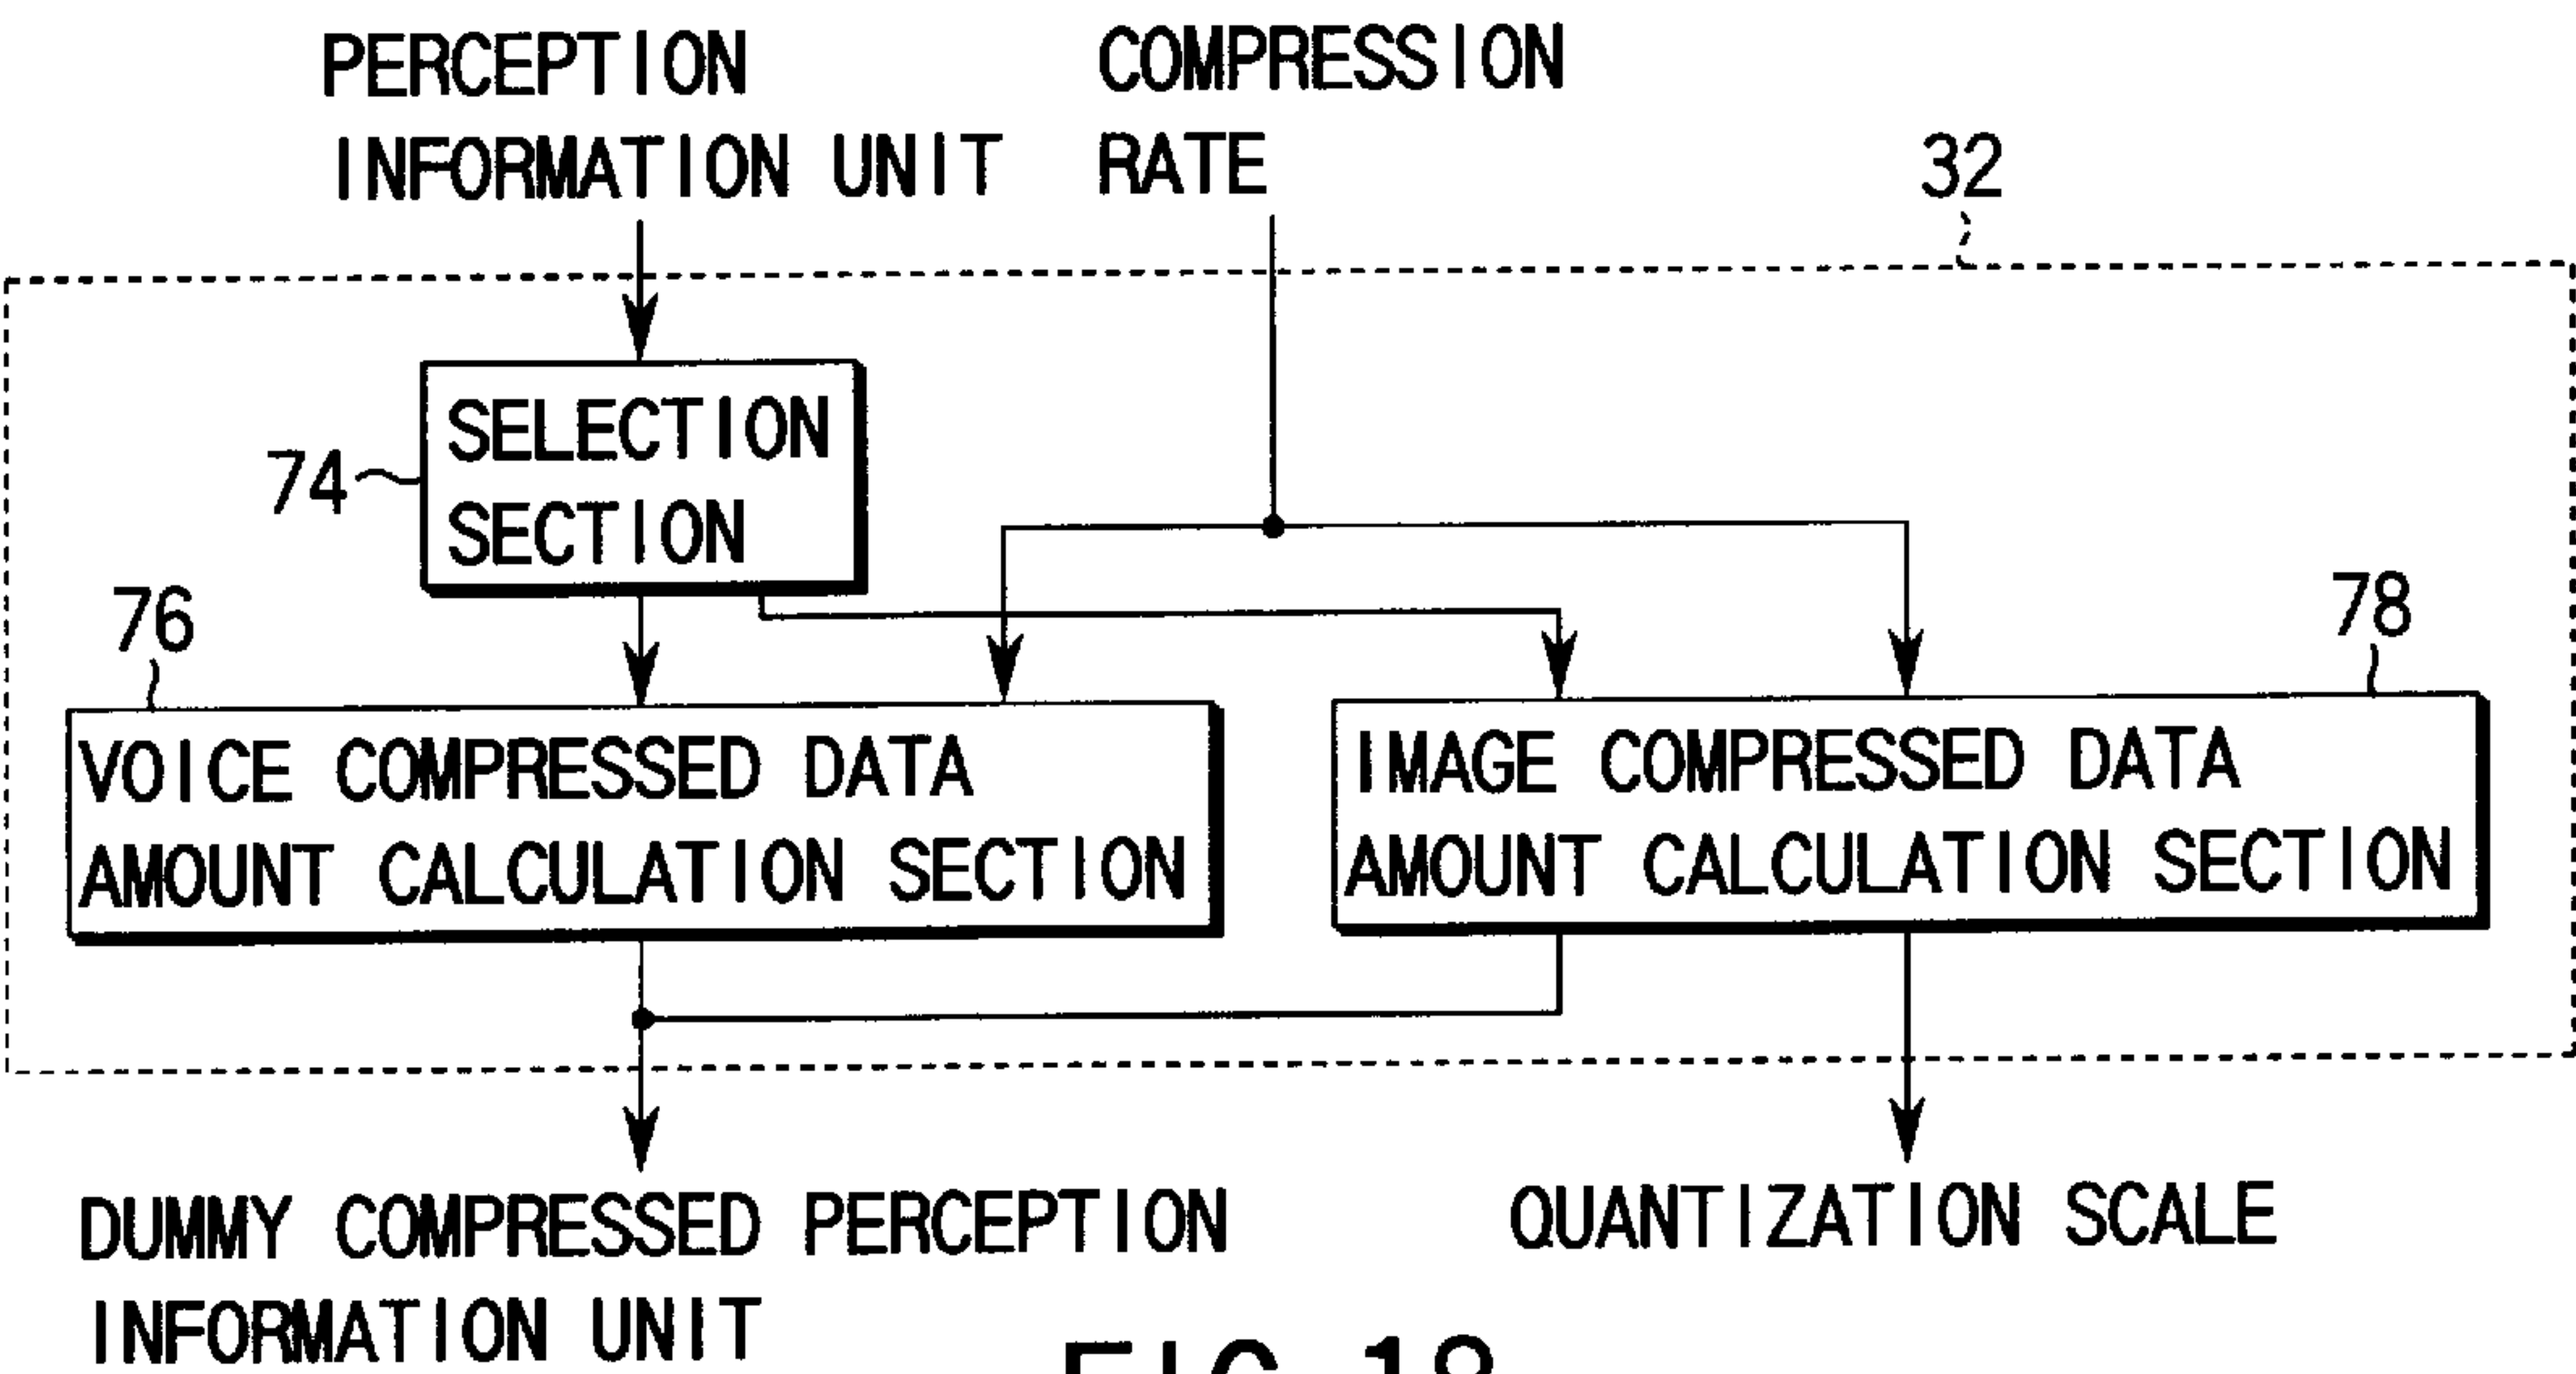 PERCEPTION
INFORMATION UNIT
COMPRESSION
RATE
32
74
SELECTION
SECTION
76
78
VOICE COMPRESSED DATA
AMOUNT CALCULATION SECTION
IMAGE COMPRESSED DATA
AMOUNT CALCULATION SECTION
DUMMY COMPRESSED PERCEPTION
INFORMATION UNIT
QUANTIZATION SCALE